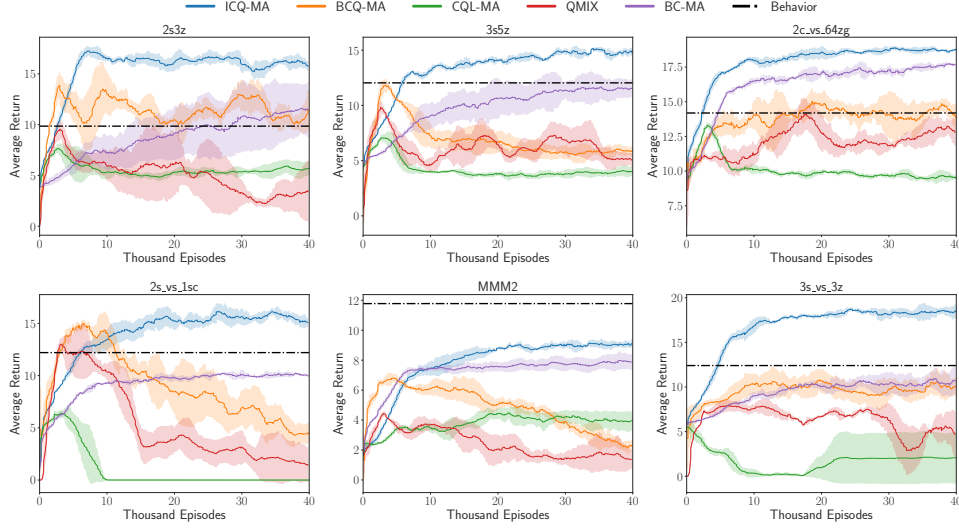 ICQ-MA BCQ-MA CQL-MA QMIX BC-MA Behavior
2s3z
3s5z
2c_vs_64zg
Average Return
15
10
5
0
0 10 20 30 40
Thousand Episodes
Average Return
15
10
5
0
0 10 20 30 40
Thousand Episodes
Average Return
17.5
15.0
12.5
10.0
7.5
0 10 20 30 40
Thousand Episodes
2s_vs_1sc
MMM2
3s_vs_3z
Average Return
15
10
5
0
0 10 20 30 40
Thousand Episodes
Average Return
12
10
8
6
4
2
0
0 10 20 30 40
Thousand Episodes
Average Return
20
15
10
5
0
0 10 20 30 40
Thousand Episodes